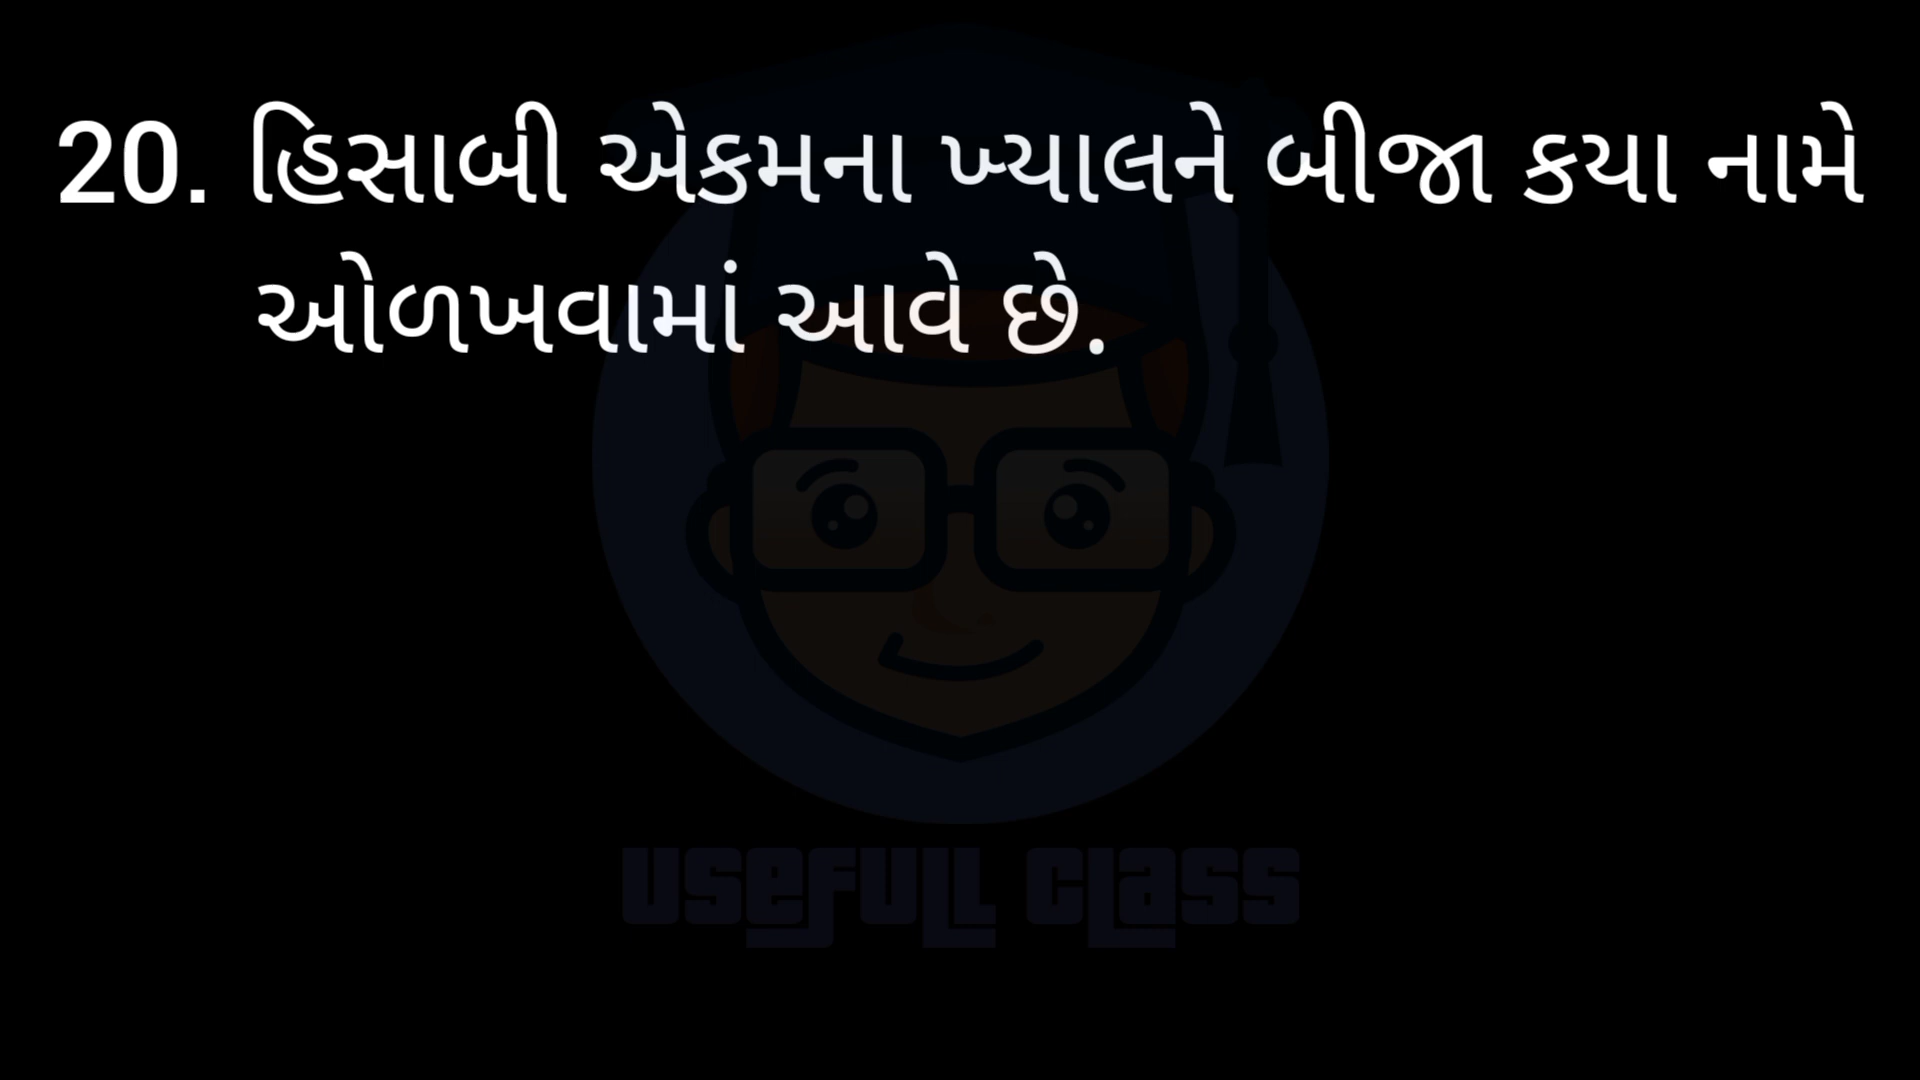 20. હિસાબી એકમના ખ્યાલને બીજા કયા નામે
ઓળખવામાં આવે છે.
USEFULL CLASS